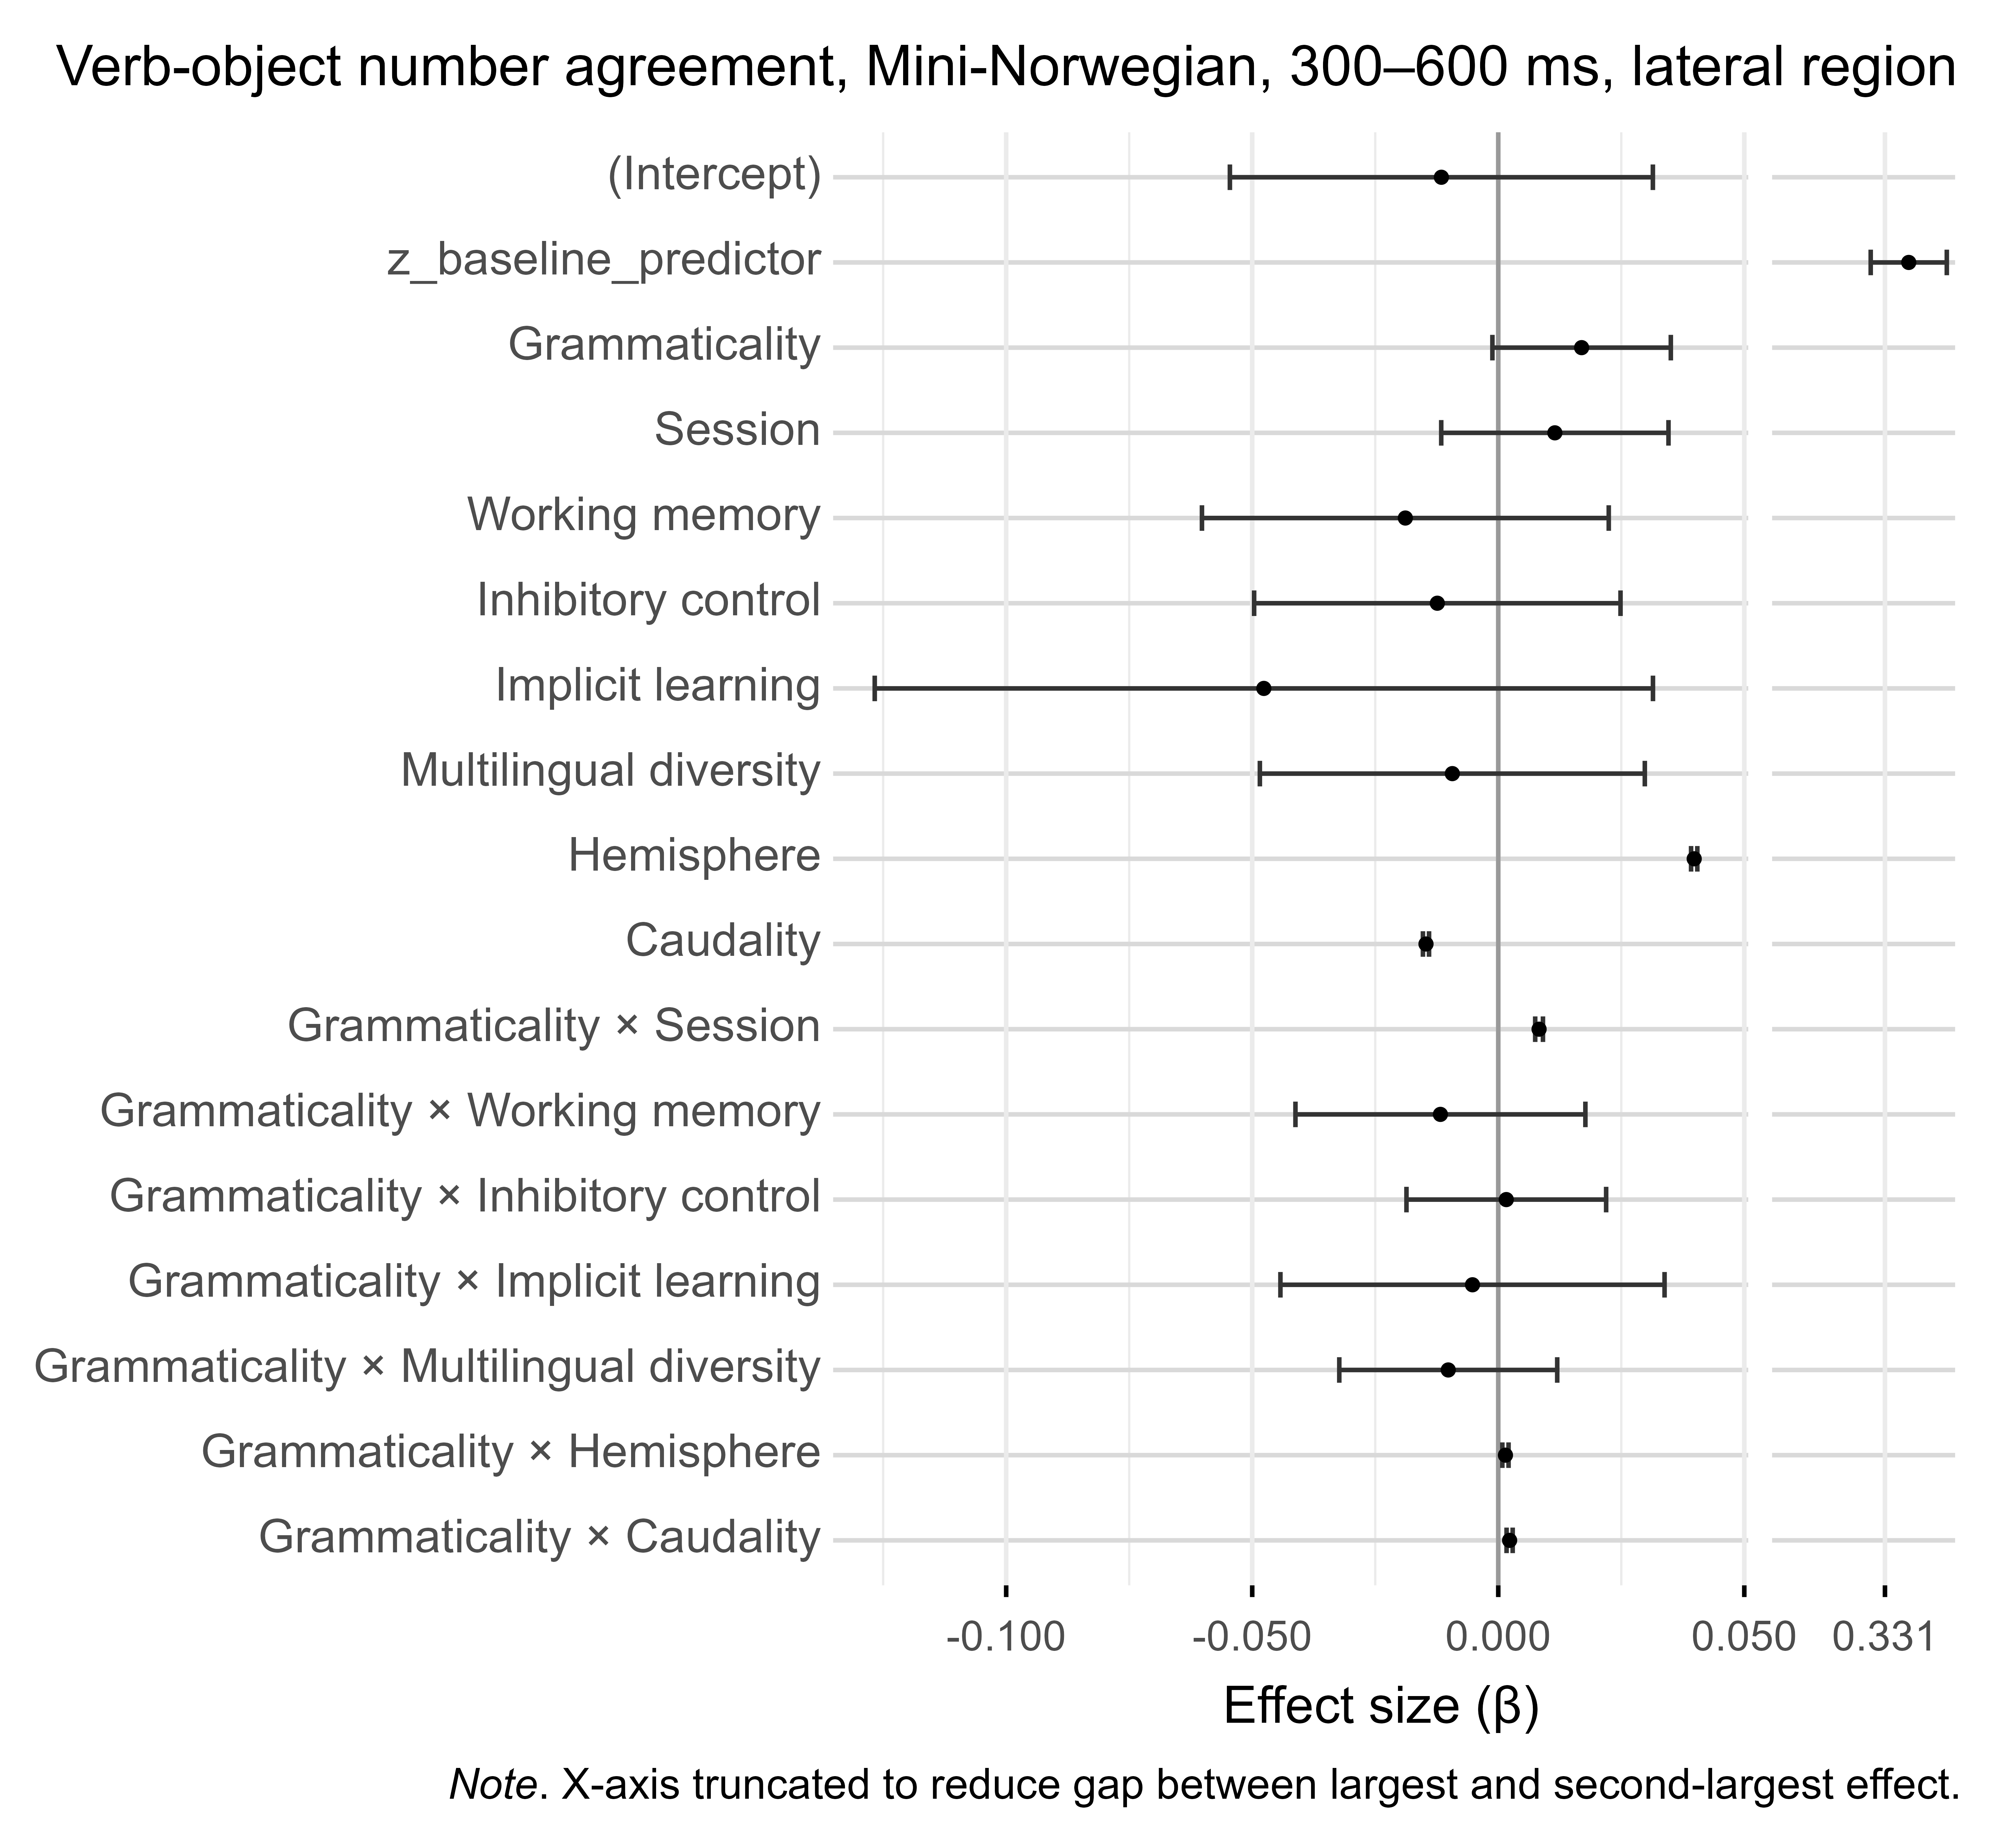 Verb-object number agreement, Mini-Norwegian, 300–600 ms, lateral region
(Intercept)
z_baseline_predictor
Grammaticality
Session
Working memory
Inhibitory control
Implicit learning
Multilingual diversity
Hemisphere
Caudality
Grammaticality × Session
Grammaticality × Working memory
Grammaticality × Inhibitory control
Grammaticality × Implicit learning
Grammaticality × Multilingual diversity
Grammaticality × Hemisphere
Grammaticality × Caudality
-0.100 -0.050 0.000 0.050 0.331
Effect size (β)
Note. X-axis truncated to reduce gap between largest and second-largest effect.